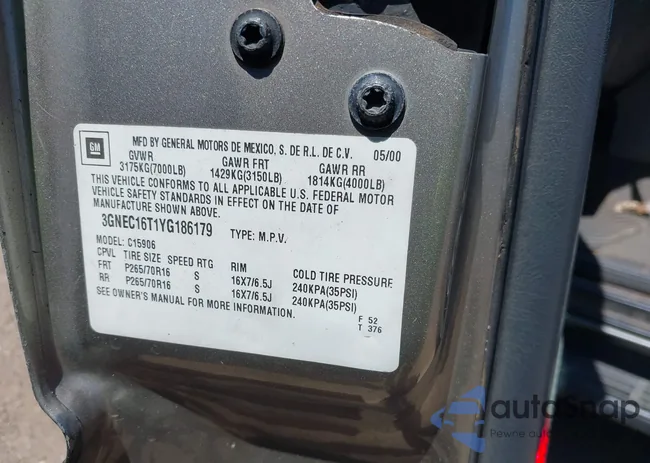 GM
MFD BY GENERAL MOTORS DE MEXICO, S. DE R.L. DE C.V. 05/00
GVWR GAWR FRT GAWR RR
3175KG(7000LB) 1429KG(3150LB) 1814KG(4000LB)
THIS VEHICLE CONFORMS TO ALL APPLICABLE U.S. FEDERAL MOTOR
VEHICLE SAFETY STANDARDS IN EFFECT ON THE DATE OF
MANUFACTURE SHOWN ABOVE.
3GNEC16T1YG186179 TYPE: M.P.V.
MODEL: C15906
CPVL TIRE SIZE SPEED RTG RIM COLD TIRE PRESSURE
FRT P265/70R16 S 16X7/6.5J 240KPA(35PSI)
RR P265/70R16 S 16X7/6.5J 240KPA(35PSI)
SEE OWNER'S MANUAL FOR MORE INFORMATION.
F 52
T 376
autoSnap
Pewne auto